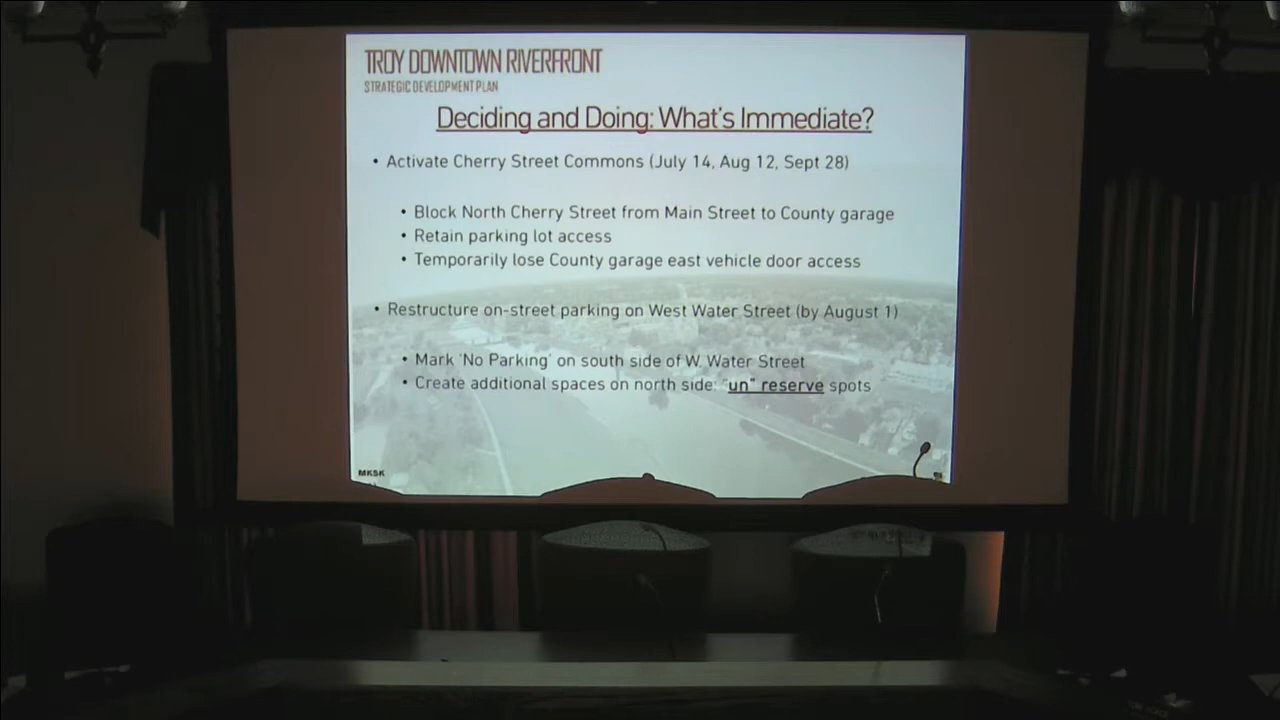 TROY DOWNTOWN RIVERFRONT
STRATEGIC DEVELOPMENT PLAN
Deciding and Doing: What's Immediate?
• Activate Cherry Street Commons (July 14, Aug 12, Sept 28)
• Block North Cherry Street from Main Street to County garage
• Retain parking lot access
• Temporarily lose County garage east vehicle door access
• Restructure on-street parking on West Water Street (by August 1)
• Mark 'No Parking' on south side of W. Water Street
• Create additional spaces on north side: "un" reserve spots
MKSK